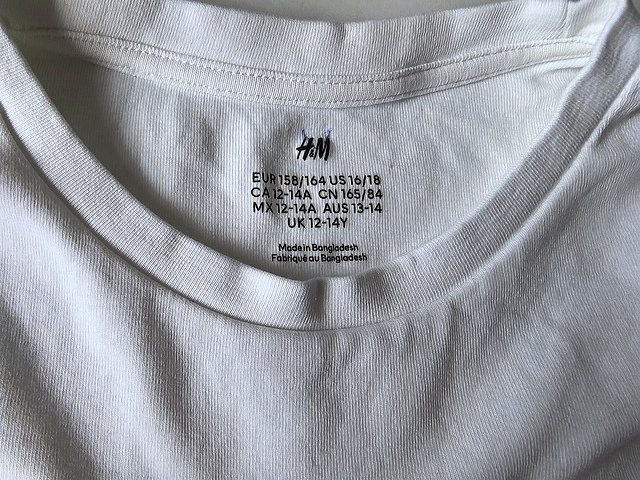 H&M
EUR 158/164 US 16/18
CA 12-14A CN 165/84
MX 12-14A AUS 13-14
UK 12-14Y
Made in Bangladesh
Fabriqué au Bangladesh